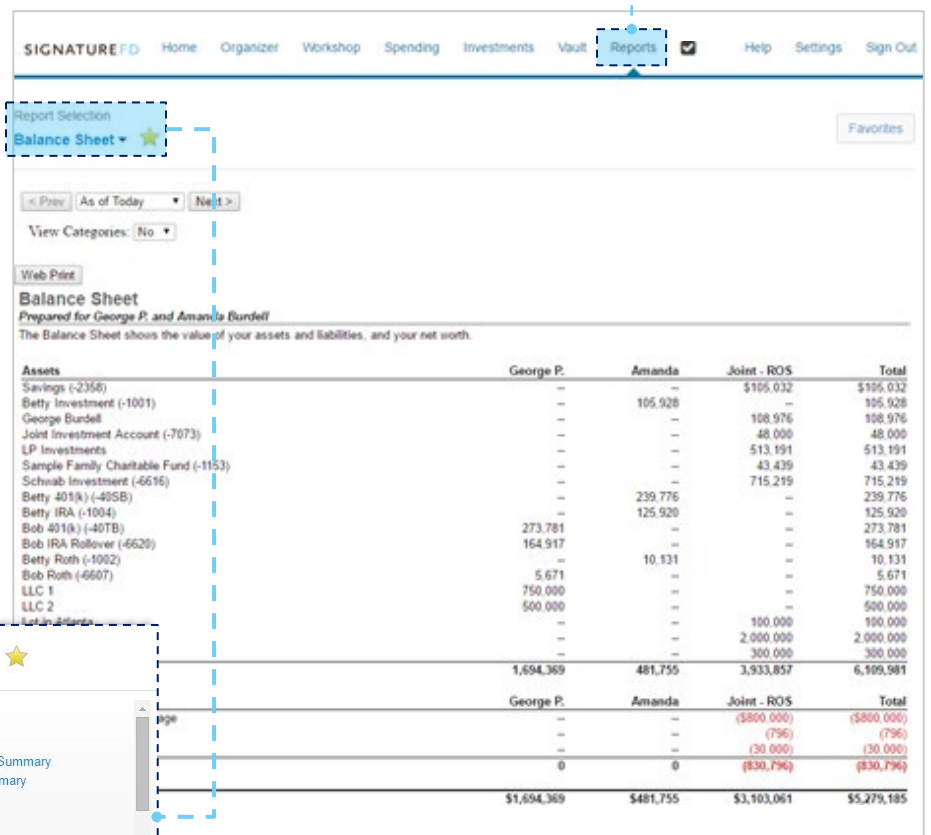 SIGNATUREFD Home Organizer Workshop Spending Investments Vault Reports Help Settings Sign Out
Report Selection
Balance Sheet
Favorites
< Prev As of Today Next >
View Categories: No
Web Print
Balance Sheet
Prepared for George P. and Amanda Burdell
The Balance Sheet shows the value of your assets and liabilities, and your net worth.
Assets George P. Amanda Joint - ROS Total
Savings (-2358) – – $105,032 $105,032
Betty Investment (-1001) – 105,928 – 105,928
George Burdell – – 108,976 108,976
Joint Investment Account (-7073) – – 48,000 48,000
LP Investments – – 513,191 513,191
Sample Family Charitable Fund (-1153) – – 43,439 43,439
Schwab Investment (-6616) – – 715,219 715,219
Betty 401(k) (-40SB) – 239,776 – 239,776
Betty IRA (-1004) – 125,920 – 125,920
Bob 401(k) (-40TB) 273,781 – – 273,781
Bob IRA Rollover (-6620) 164,917 – – 164,917
Betty Roth (-1002) – 10,131 – 10,131
Bob Roth (-6607) 5,671 – – 5,671
LLC 1 750,000 – – 750,000
LLC 2 500,000 – – 500,000
Lot in Atlanta – – 100,000 100,000
– – 2,000,000 2,000,000
– – 300,000 300,000
1,694,369 481,755 3,933,857 6,109,981
George P. Amanda Joint - ROS Total
age – – ($800,000) ($800,000)
– – (796) (796)
– – (30,000) (30,000)
0 0 (830,796) (830,796)
$1,694,369 $481,755 $3,103,061 $5,279,185
Summary
mary